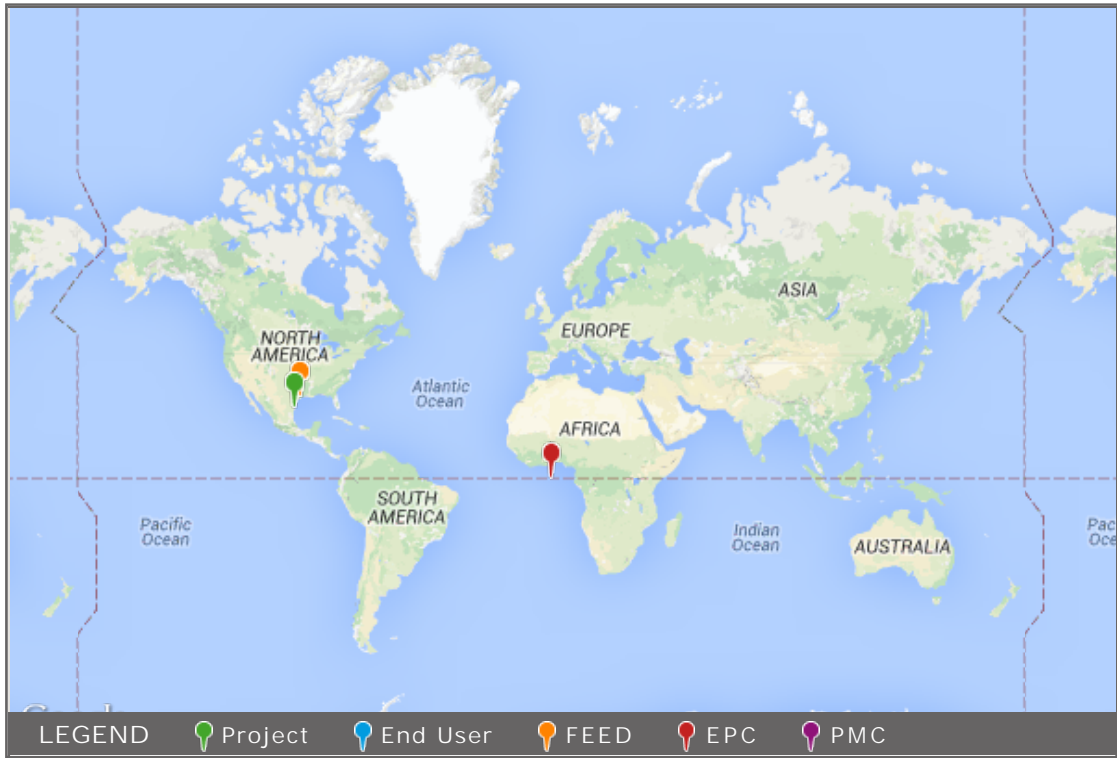 ASIA
NORTH
AMERICA
EUROPE
Atlantic
Ocean
AFRICA
SOUTH
AMERICA
Pacific
Ocean
Indian
Ocean
AUSTRALIA
LEGEND Project End User FEED EPC PMC